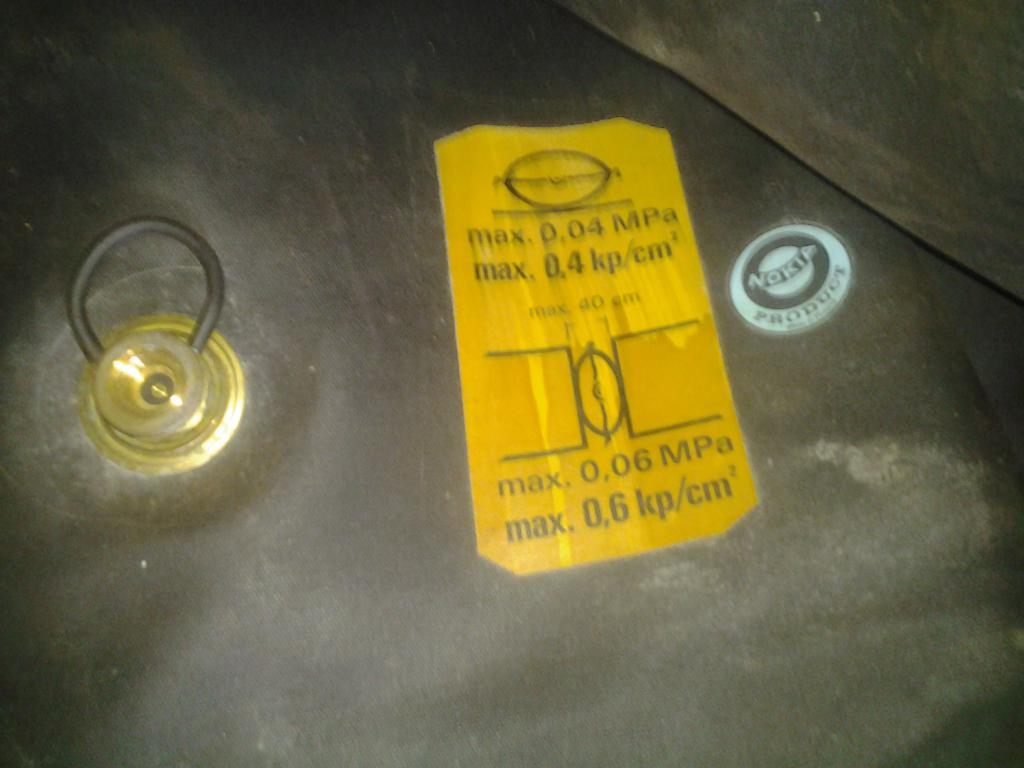 max. 0,04 MPa
max. 0,4 kp/cm²
max. 40 cm
max. 0,06 MPa
max. 0,6 kp/cm²
NOKIA
PRODUCT